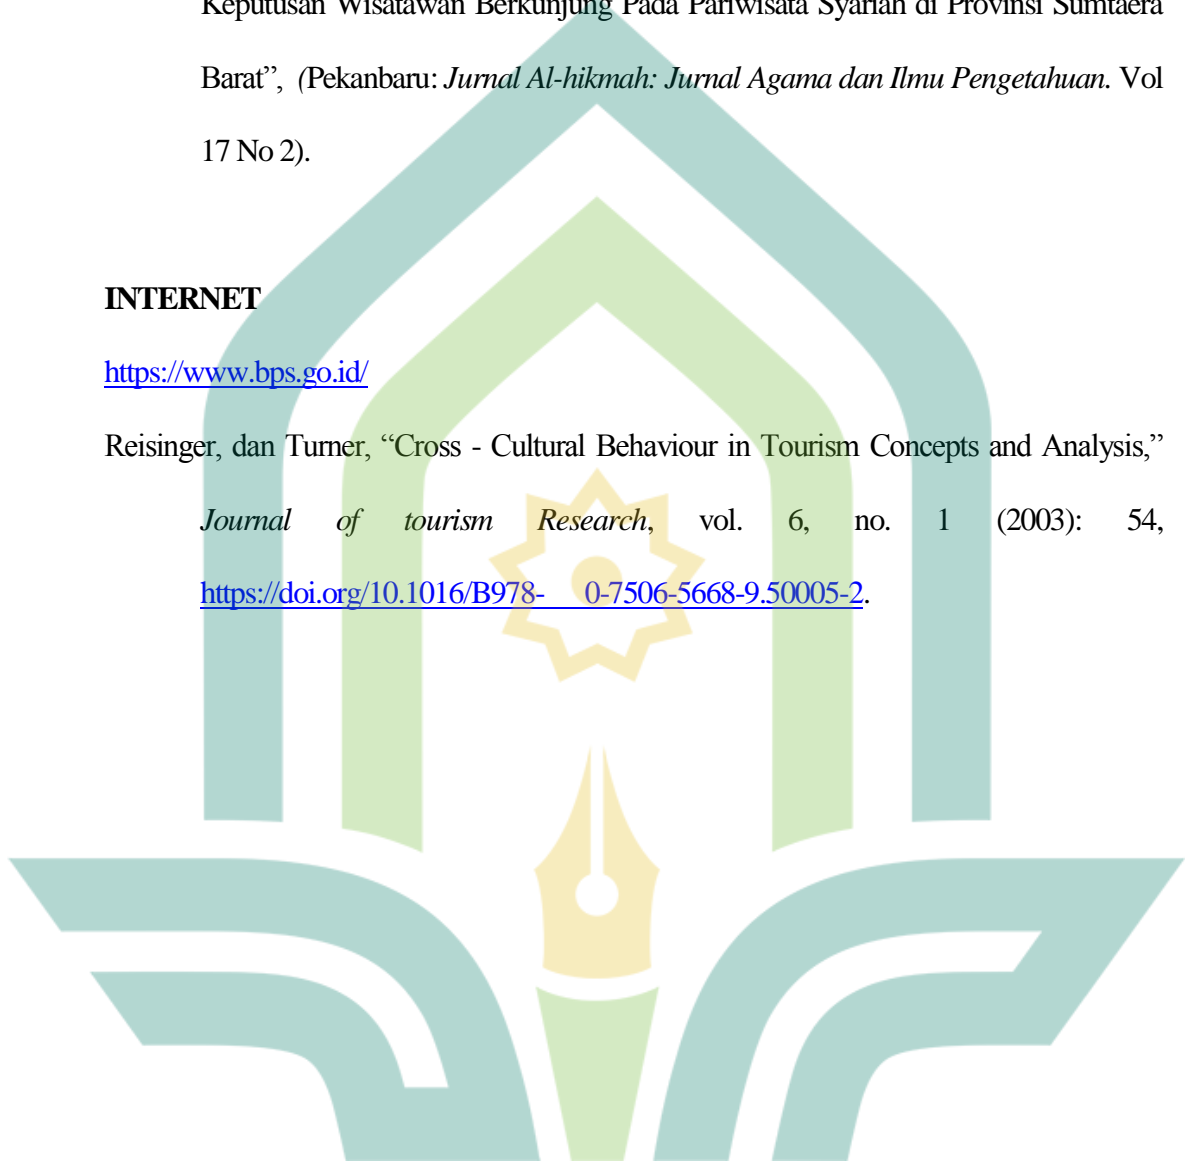 Keputusan Wisatawan Berkunjung Pada Pariwisata Syariah di Provinsi Sumtaera
Barat”, (Pekanbaru: Jurnal Al-hikmah: Jurnal Agama dan Ilmu Pengetahuan. Vol
17 No 2).
INTERNET
https://www.bps.go.id/
Reisinger, dan Turner, “Cross - Cultural Behaviour in Tourism Concepts and Analysis,”
Journal of tourism Research, vol. 6, no. 1 (2003): 54,
https://doi.org/10.1016/B978- 0-7506-5668-9.50005-2.